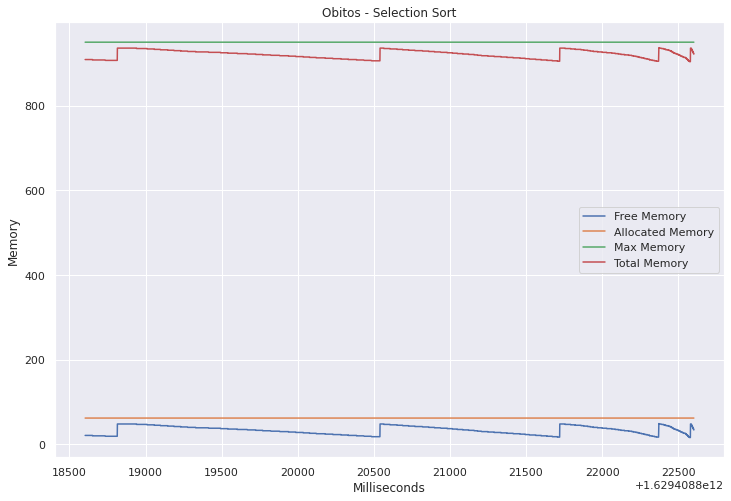 Obitos - Selection Sort
Memory
800
600
400
200
0
Free Memory
Allocated Memory
Max Memory
Total Memory
18500 19000 19500 20000 20500 21000 21500 22000 22500
Milliseconds
+1.6294088e12